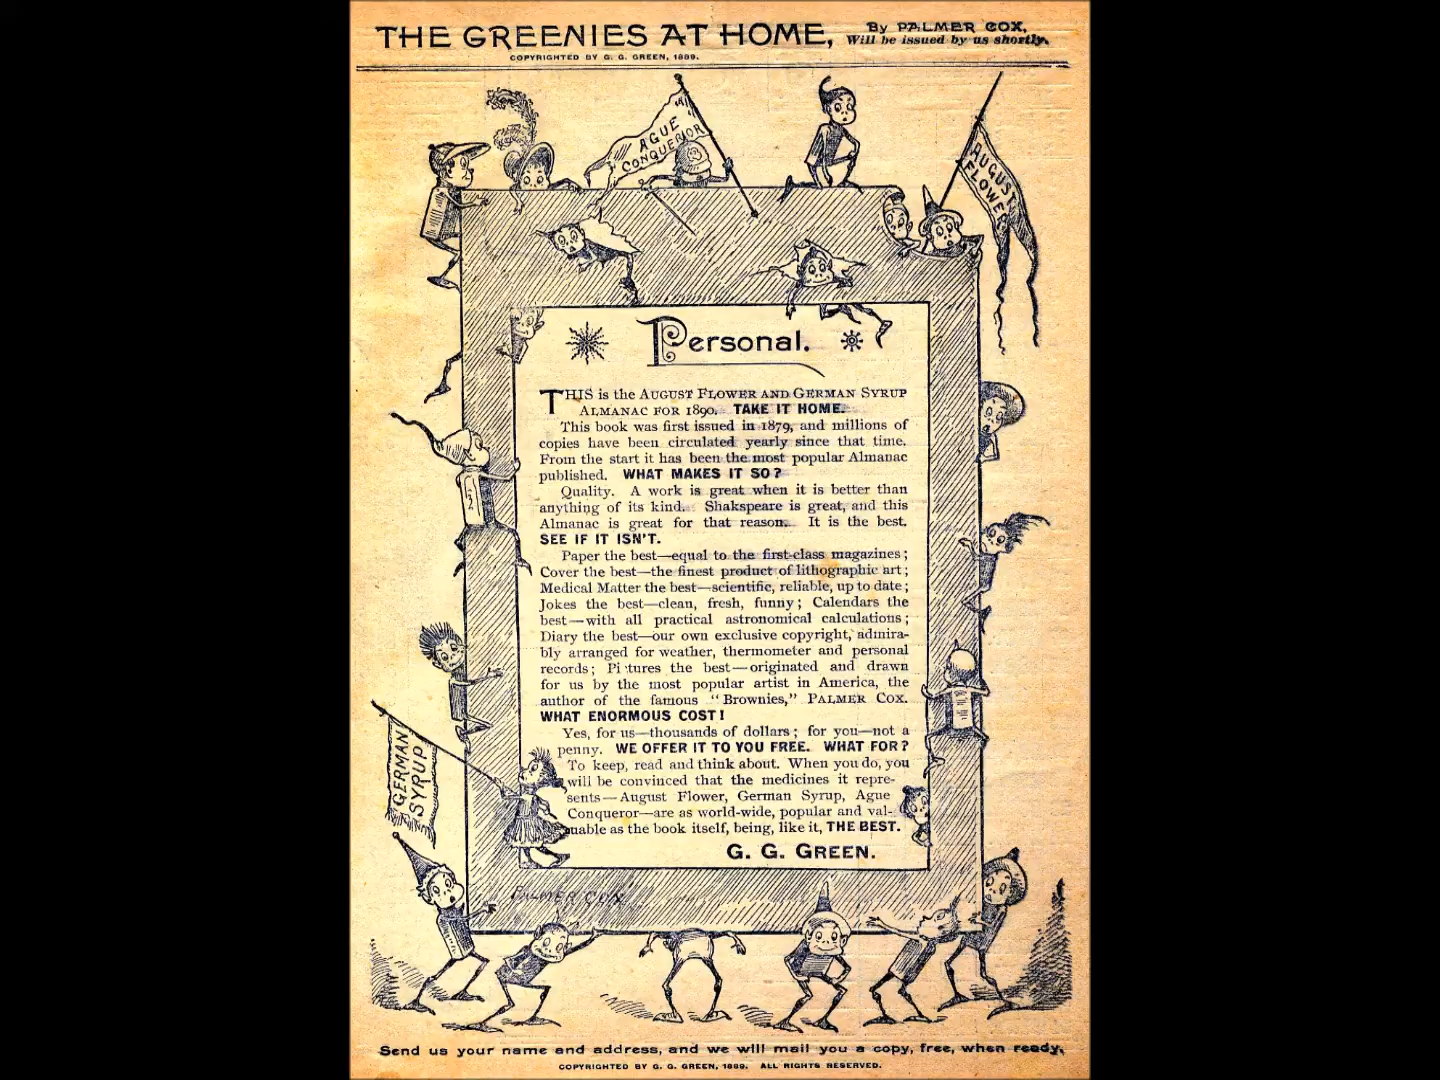 THE GREENIES AT HOME, By PALMER COX,
Will be issued by us shortly.
COPYRIGHTED BY G. G. GREEN, 1889.
AGUE
CONQUEROR
AUGUST
FLOWER
Personal.
THIS is the AUGUST FLOWER AND GERMAN SYRUP
ALMANAC FOR 1890. TAKE IT HOME.
This book was first issued in 1879, and millions of
copies have been circulated yearly since that time.
From the start it has been the most popular Almanac
published. WHAT MAKES IT SO?
Quality. A work is great when it is better than
anything of its kind. Shakspeare is great, and this
Almanac is great for that reason. It is the best.
SEE IF IT ISN'T.
Paper the best—equal to the first-class magazines;
Cover the best—the finest product of lithographic art;
Medical Matter the best—scientific, reliable, up to date;
Jokes the best—clean, fresh, funny; Calendars the
best—with all practical astronomical calculations;
Diary the best—our own exclusive copyright, admira-
bly arranged for weather, thermometer and personal
records; Pictures the best—originated and drawn
for us by the most popular artist in America, the
author of the famous "Brownies," PALMER COX.
WHAT ENORMOUS COST!
Yes, for us—thousands of dollars; for you—not a
penny. WE OFFER IT TO YOU FREE. WHAT FOR?
To keep, read and think about. When you do, you
will be convinced that the medicines it repre-
sents—August Flower, German Syrup, Ague
Conqueror—are as world-wide, popular and val-
uable as the book itself, being, like it, THE BEST.
G. G. GREEN.
GERMAN
SYRUP
PALMER COX
Send us your name and address, and we will mail you a copy, free, when ready.
COPYRIGHTED BY G. G. GREEN, 1889. ALL RIGHTS RESERVED.